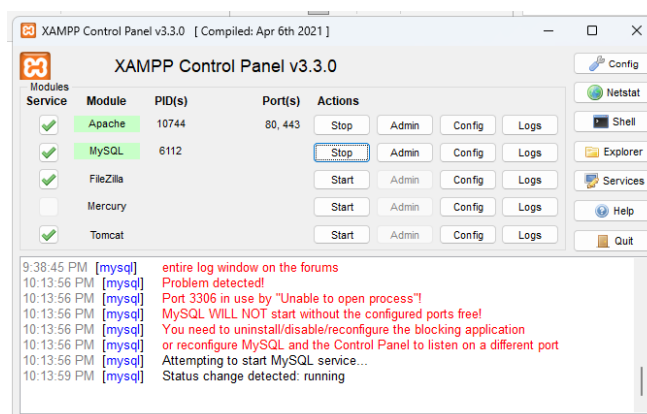 XAMPP Control Panel v3.3.0 [ Compiled: Apr 6th 2021 ]
XAMPP Control Panel v3.3.0
Config
Modules
Service Module PID(s) Port(s) Actions
Netstat
Apache 10744 80, 443 Stop Admin Config Logs
Shell
MySQL 6112 Stop Admin Config Logs
Explorer
FileZilla Start Admin Config Logs
Services
Mercury Start Admin Config Logs
Help
Tomcat Start Admin Config Logs
Quit
9:38:45 PM [mysql] entire log window on the forums
10:13:56 PM [mysql] Problem detected!
10:13:56 PM [mysql] Port 3306 in use by "Unable to open process"!
10:13:56 PM [mysql] MySQL WILL NOT start without the configured ports free!
10:13:56 PM [mysql] You need to uninstall/disable/reconfigure the blocking application
10:13:56 PM [mysql] or reconfigure MySQL and the Control Panel to listen on a different port
10:13:56 PM [mysql] Attempting to start MySQL service...
10:13:59 PM [mysql] Status change detected: running